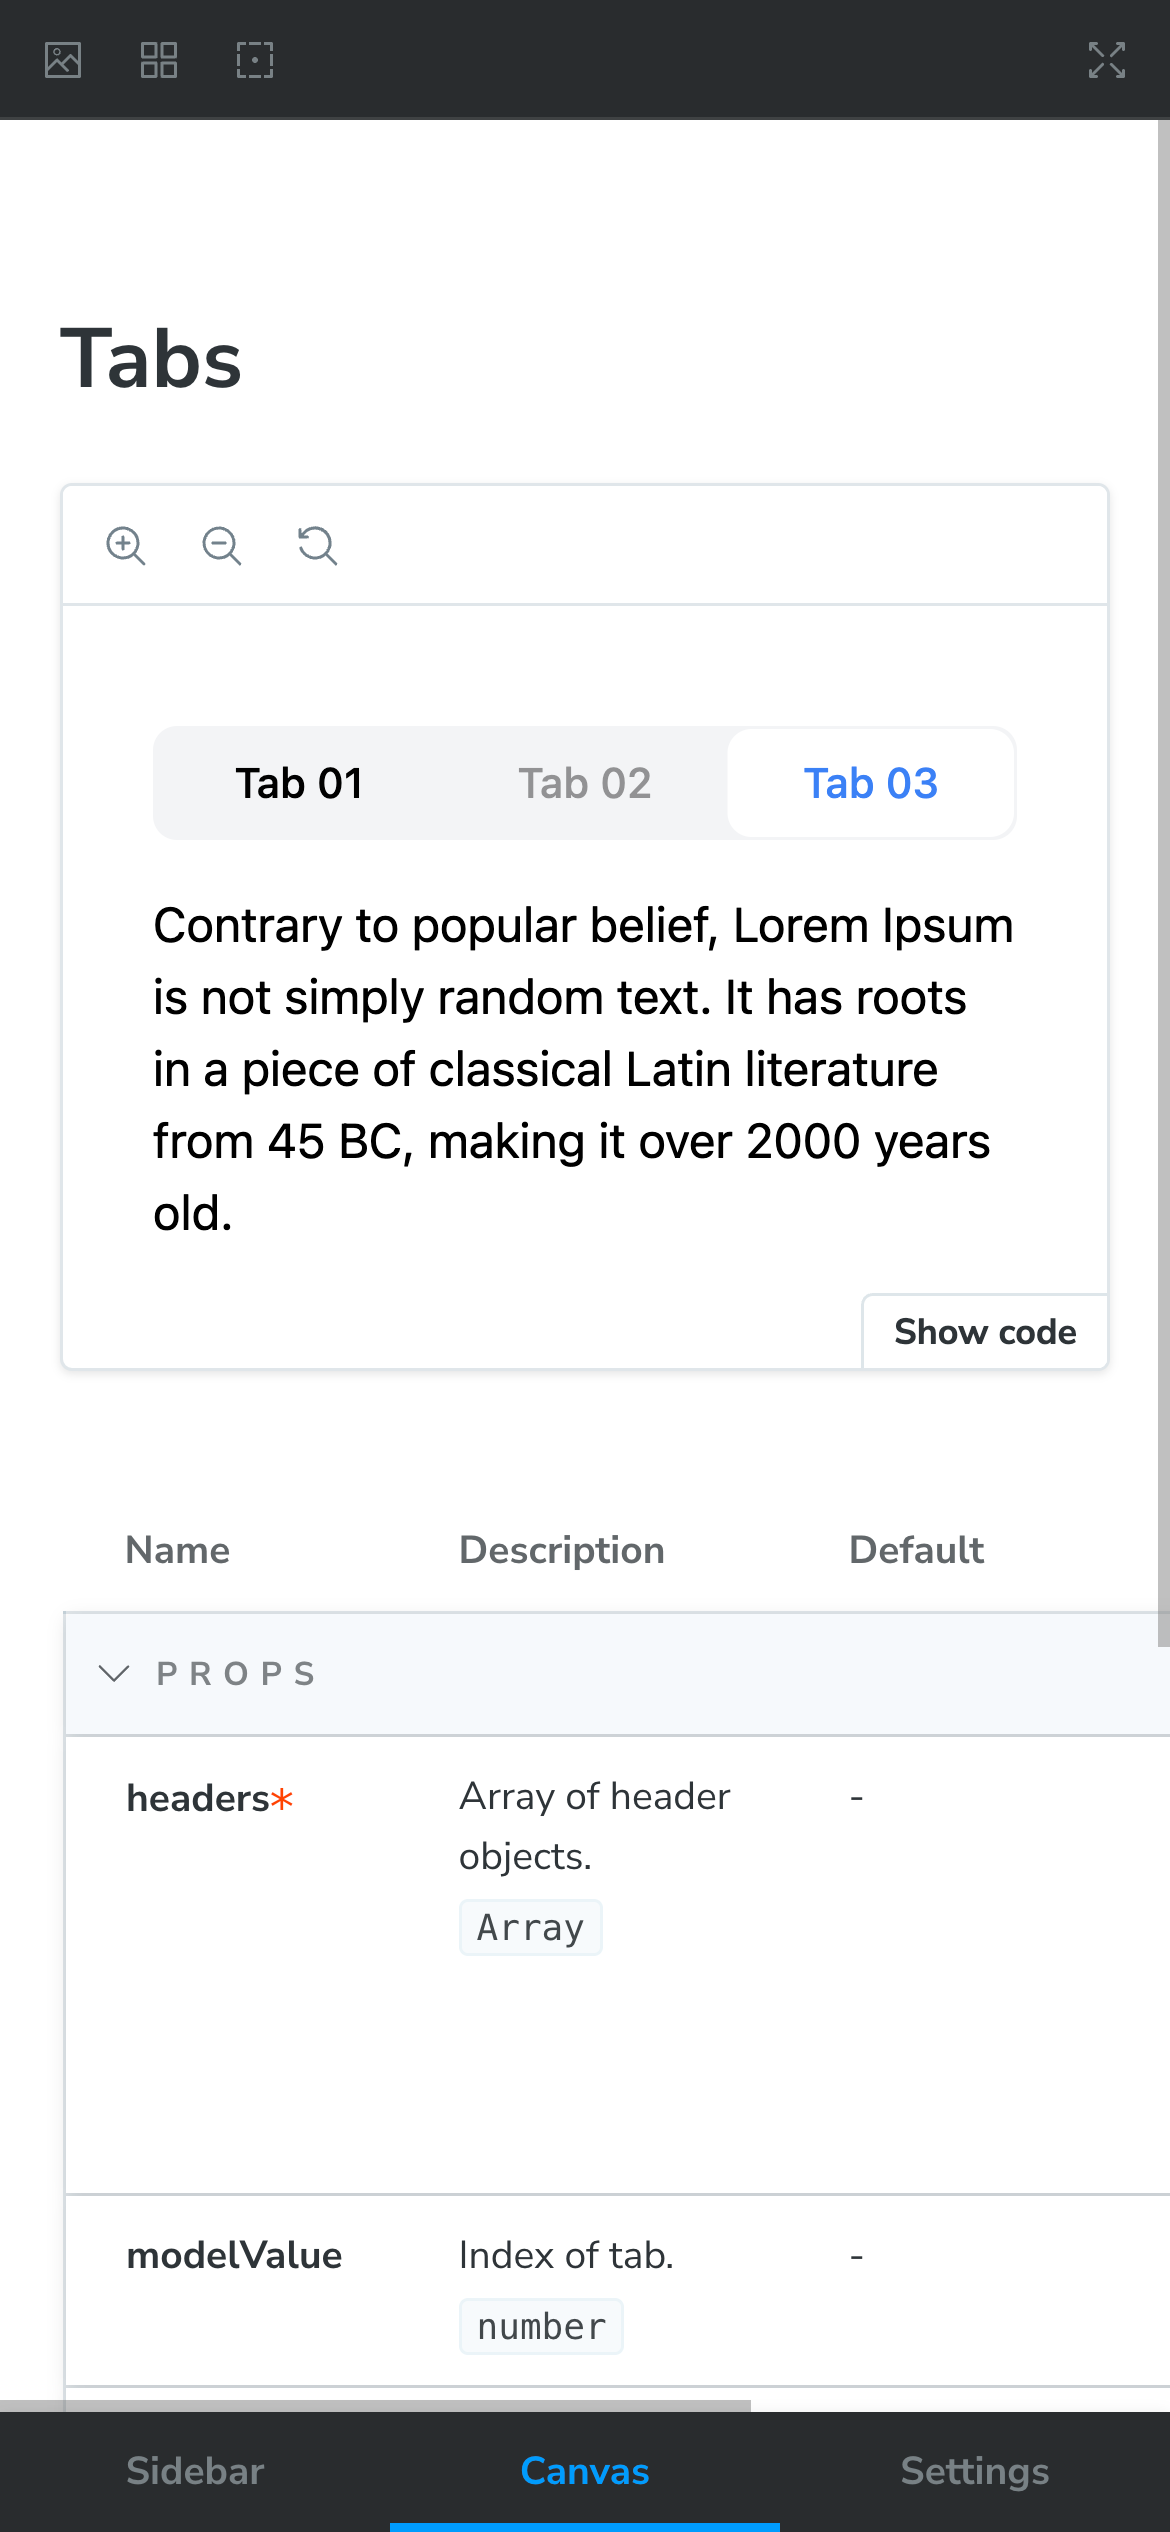 Tabs
Tab 01 Tab 02 Tab 03
Contrary to popular belief, Lorem Ipsum
is not simply random text. It has roots
in a piece of classical Latin literature
from 45 BC, making it over 2000 years
old.
Show code
Name Description Default
PROPS
headers* Array of header -
objects.
Array
modelValue Index of tab. -
number
Sidebar Canvas Settings